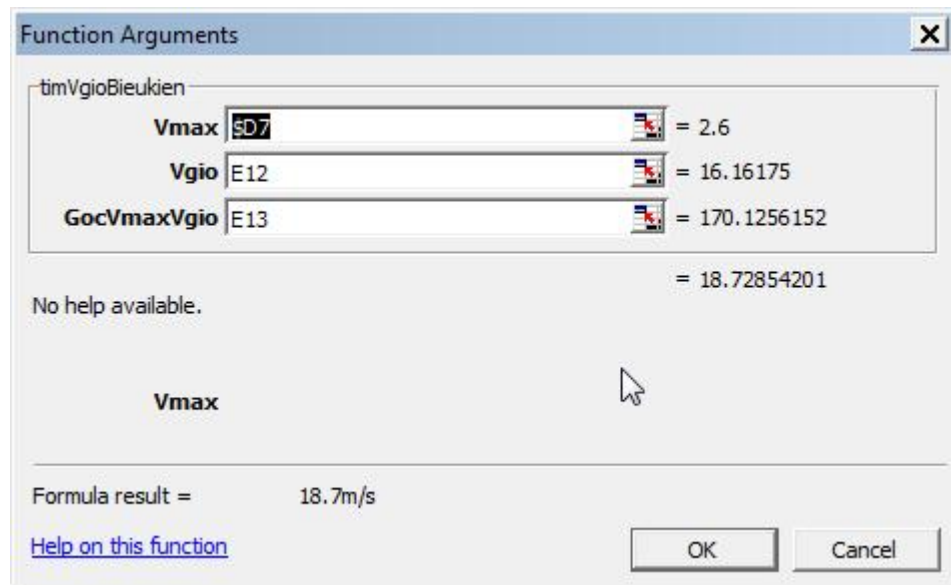 Function Arguments
timVgioBieukien
Vmax $D7 = 2.6
Vgio E12 = 16.16175
GocVmaxVgio E13 = 170.1256152
= 18.72854201
No help available.
Vmax
Formula result = 18.7m/s
Help on this function OK Cancel